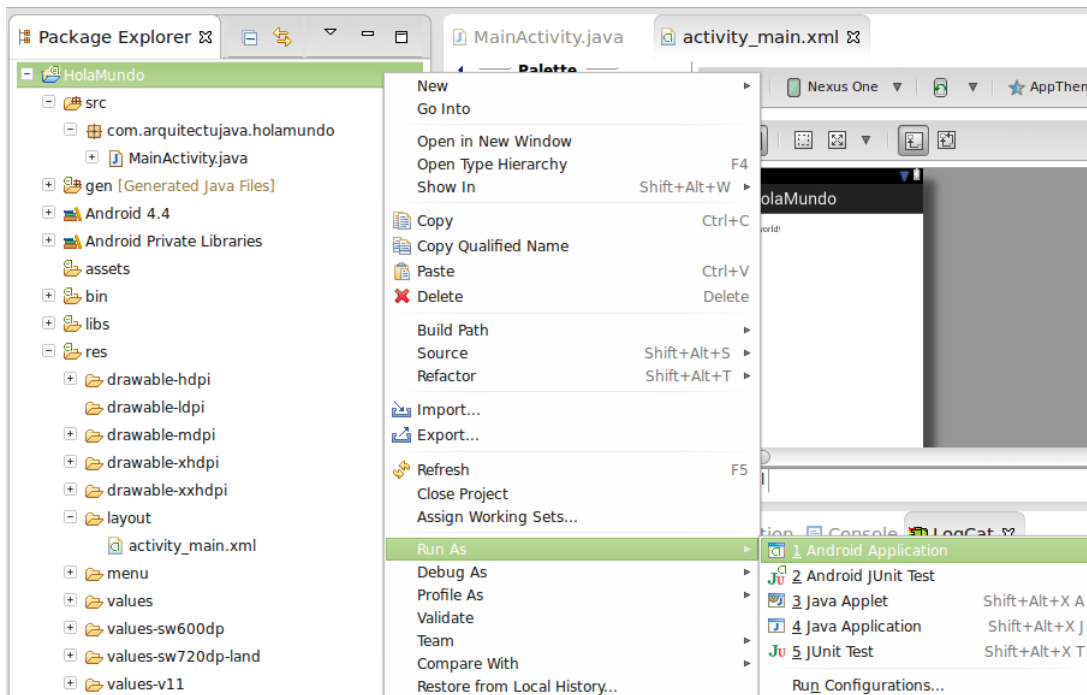 Package Explorer
MainActivity.java
activity_main.xml
Palette
Nexus One
AppThem
HolaMundo
src
com.arquitectujava.holamundo
MainActivity.java
gen [Generated Java Files]
Android 4.4
Android Private Libraries
assets
bin
libs
res
drawable-hdpi
drawable-ldpi
drawable-mdpi
drawable-xhdpi
drawable-xxhdpi
layout
activity_main.xml
menu
values
values-sw600dp
values-sw720dp-land
values-v11
New
Go Into
Open in New Window
Open Type Hierarchy F4
Show In Shift+Alt+W
Copy Ctrl+C
Copy Qualified Name
Paste Ctrl+V
Delete Delete
Build Path
Source Shift+Alt+S
Refactor Shift+Alt+T
Import...
Export...
Refresh F5
Close Project
Assign Working Sets...
Run As
Debug As
Profile As
Validate
Team
Compare With
Restore from Local History...
olaMundo
world!
tion Console LogCat
1 Android Application
2 Android JUnit Test
3 Java Applet Shift+Alt+X A
4 Java Application Shift+Alt+X J
5 JUnit Test Shift+Alt+X T
Run Configurations...